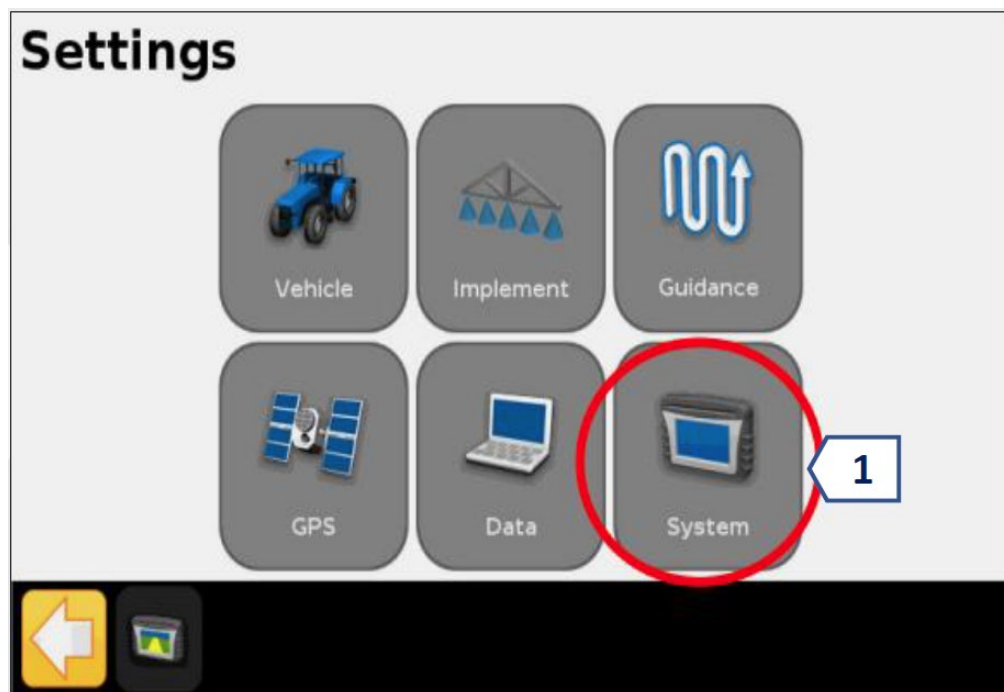 Settings
Vehicle
Implement
Guidance
GPS
Data
System
1